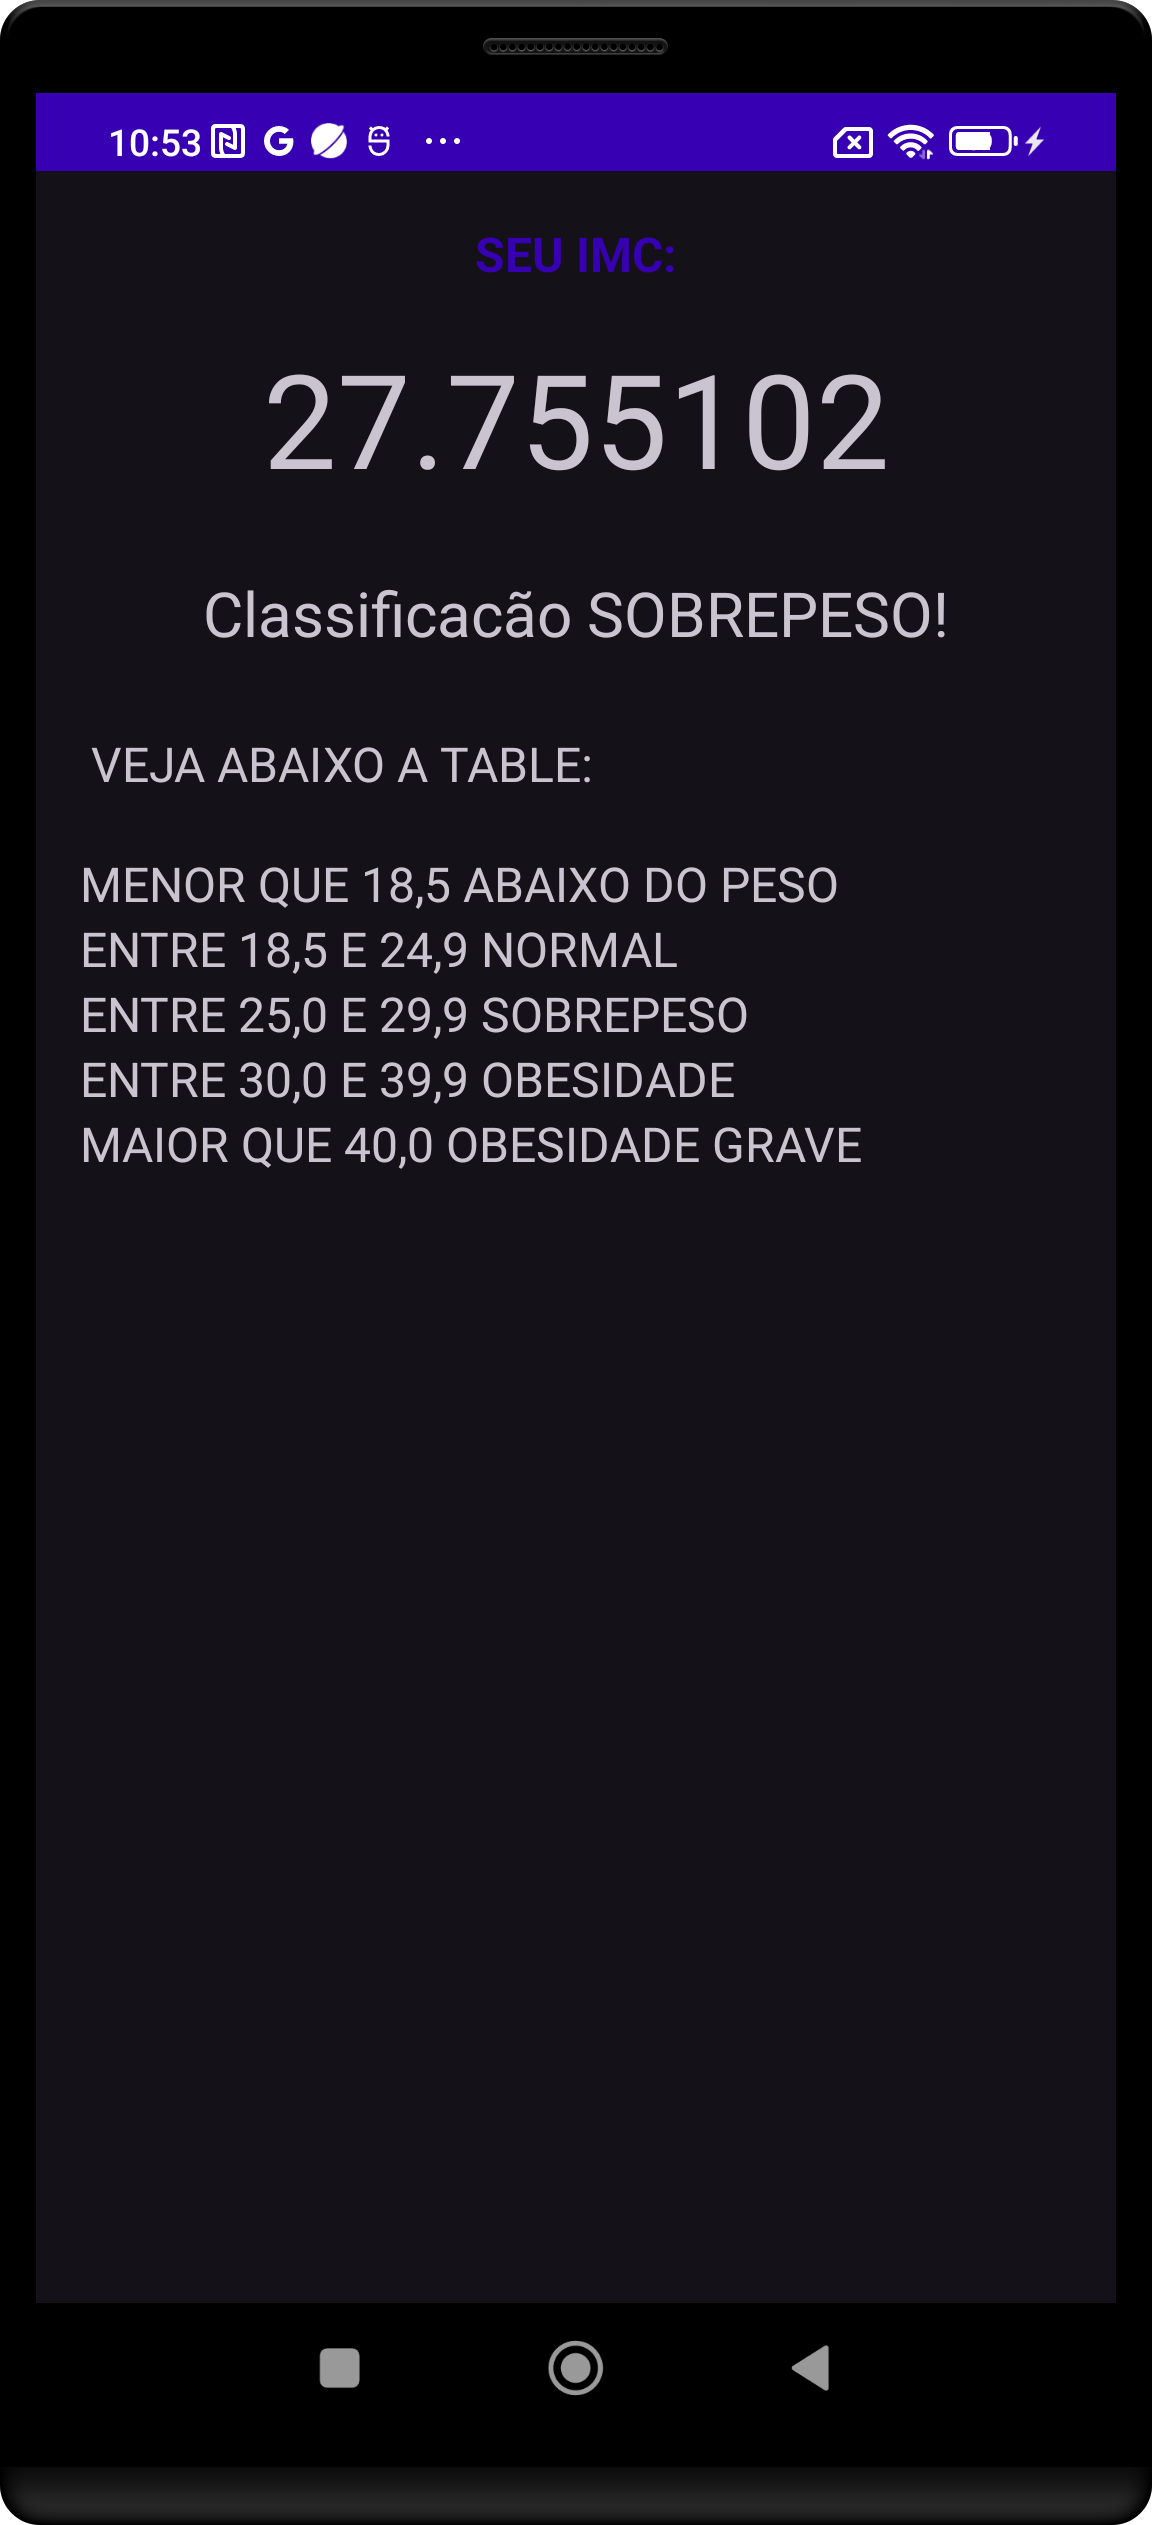 10:53
SEU IMC:
27.755102
Classificacão SOBREPESO!
VEJA ABAIXO A TABLE:
MENOR QUE 18,5 ABAIXO DO PESO
ENTRE 18,5 E 24,9 NORMAL
ENTRE 25,0 E 29,9 SOBREPESO
ENTRE 30,0 E 39,9 OBESIDADE
MAIOR QUE 40,0 OBESIDADE GRAVE